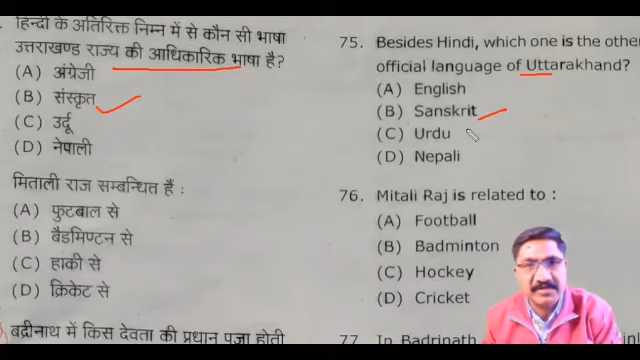 हिन्दी के अतिरिक्त निम्न में से कौन सी भाषा
उत्तराखण्ड राज्य की आधिकारिक भाषा है?
(A) अंग्रेजी
(B) संस्कृत
(C) उर्दू
(D) नेपाली
मिताली राज सम्बन्धित हैं :
(A) फुटबाल से
(B) बैडमिण्टन से
(C) हाकी से
(D) क्रिकेट से
बद्रीनाथ में किस देवता की प्रधान पूजा होती
75. Besides Hindi, which one is the other
official language of Uttarakhand?
(A) English
(B) Sanskrit
(C) Urdu
(D) Nepali
76. Mitali Raj is related to :
(A) Football
(B) Badminton
(C) Hockey
(D) Cricket
77. In Badrinath